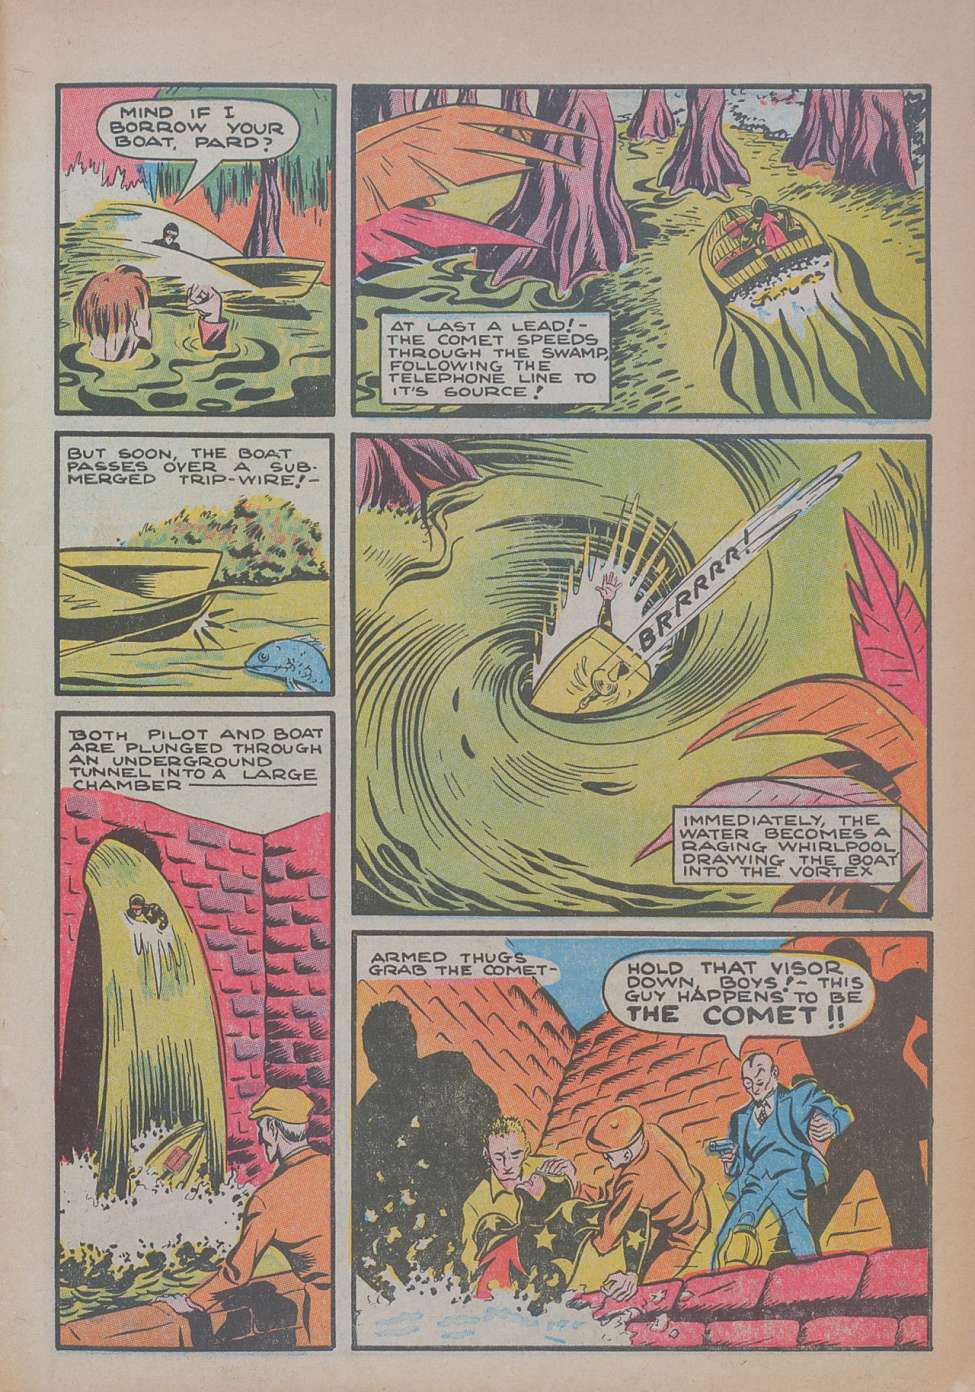 MIND IF I
BORROW YOUR
BOAT, PARD?
AT LAST A LEAD!-
THE COMET SPEEDS
THROUGH THE SWAMP,
FOLLOWING THE
TELEPHONE LINE TO
IT'S SOURCE!
BUT SOON, THE BOAT
PASSES OVER A SUB-
MERGED TRIP-WIRE!-
BRRRRRR!
IMMEDIATELY, THE
WATER BECOMES A
RAGING WHIRLPOOL,
DRAWING THE BOAT
INTO THE VORTEX
BOTH PILOT AND BOAT
ARE PLUNGED THROUGH
AN UNDERGROUND
TUNNEL INTO A LARGE
CHAMBER
ARMED THUGS
GRAB THE COMET-
HOLD THAT VISOR
DOWN, BOYS!- THIS
GUY HAPPENS TO BE
THE COMET!!